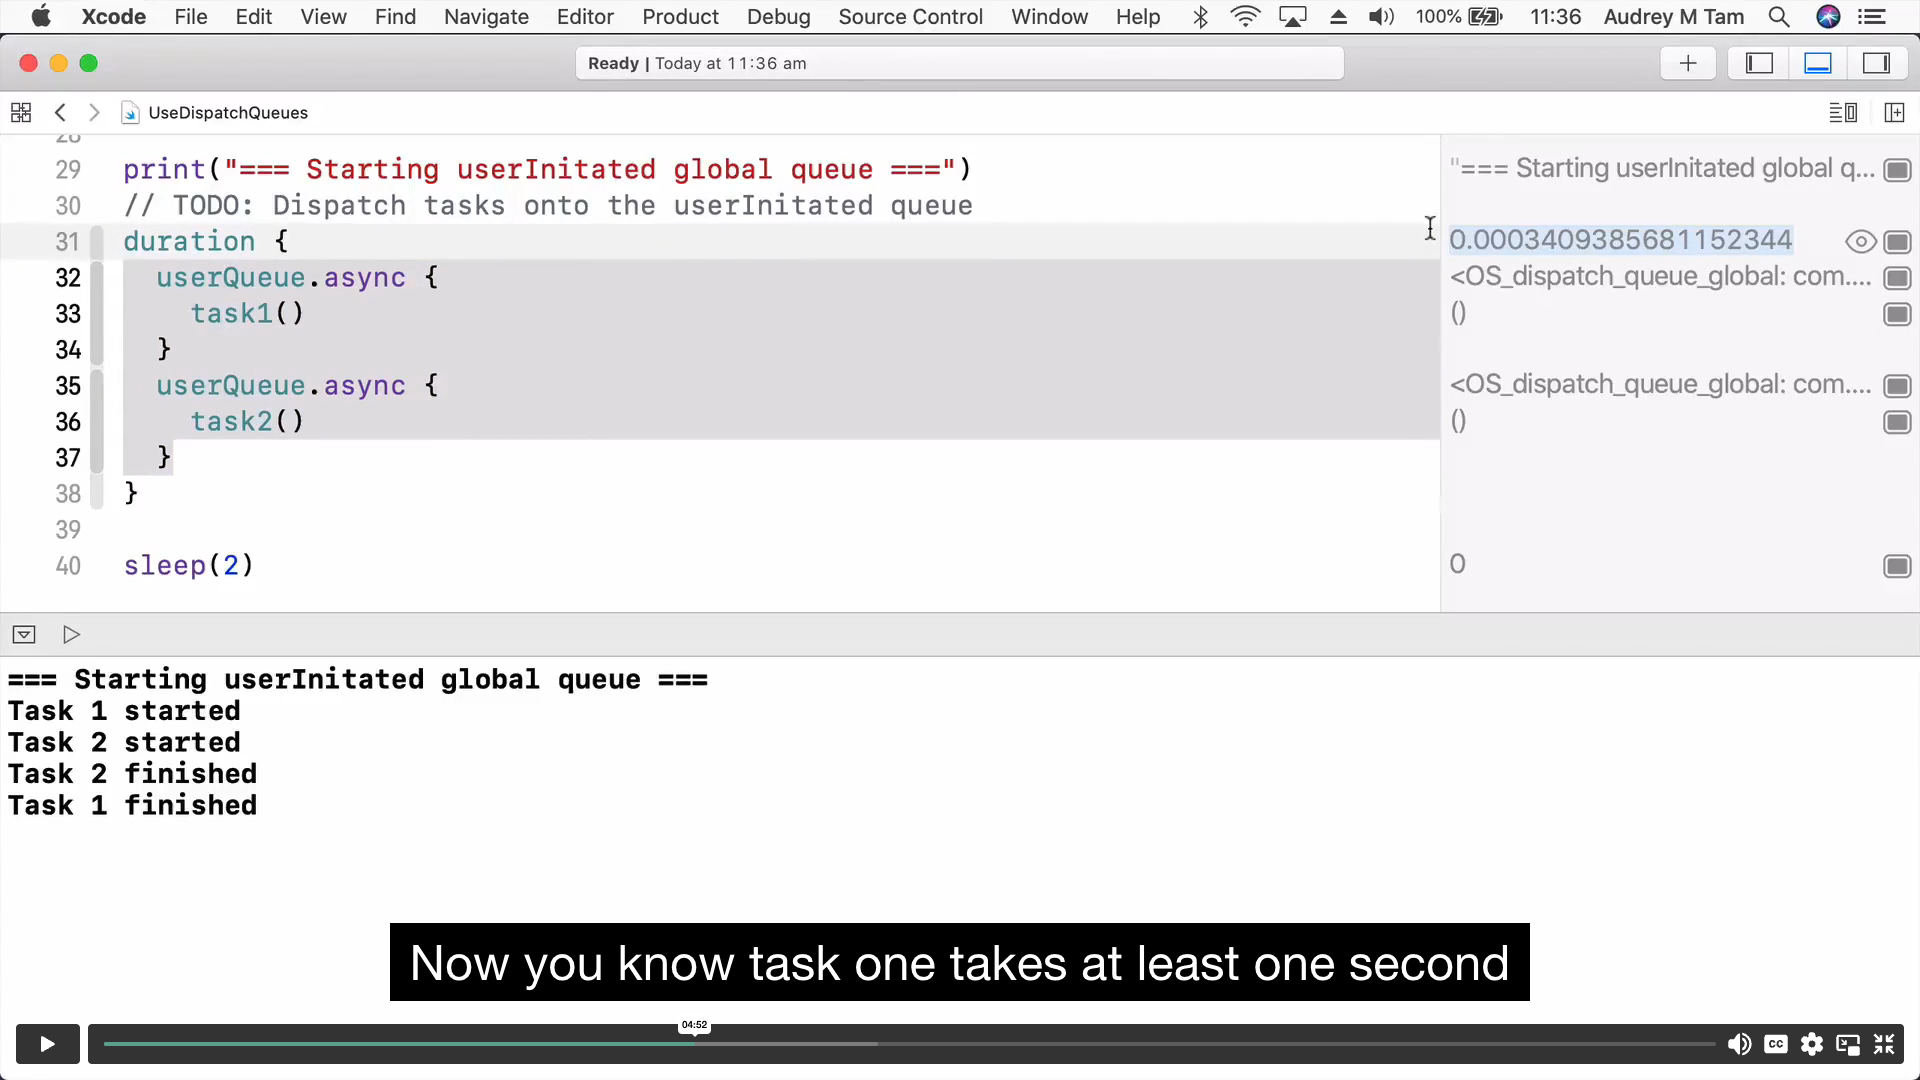 Xcode File Edit View Find Navigate Editor Product Debug Source Control Window Help 100% 11:36 Audrey M Tam
Ready | Today at 11:36 am
UseDispatchQueues
28
29 print("=== Starting userInitated global queue ===") "=== Starting userInitated global q...
30 // TODO: Dispatch tasks onto the userInitated queue
31 duration { 0.0003409385681152344
32 userQueue.async { <OS_dispatch_queue_global: com....
33 task1() ()
34 }
35 userQueue.async { <OS_dispatch_queue_global: com....
36 task2() ()
37 }
38 }
39
40 sleep(2) 0
=== Starting userInitated global queue ===
Task 1 started
Task 2 started
Task 2 finished
Task 1 finished
Now you know task one takes at least one second
04:52
CC